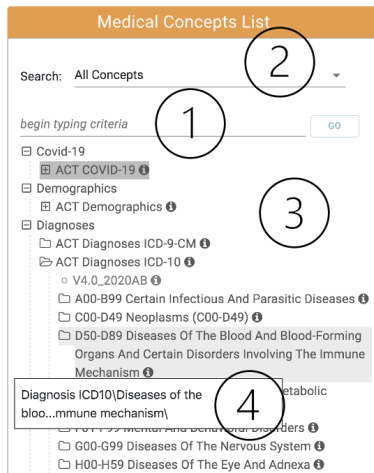 Medical Concepts List
2
Search: All Concepts
1
begin typing criteria
GO
Covid-19
ACT COVID-19
Demographics
ACT Demographics
3
Diagnoses
ACT Diagnoses ICD-9-CM
ACT Diagnoses ICD-10
V4.0_2020AB
A00-B99 Certain Infectious And Parasitic Diseases
C00-D49 Neoplasms (C00-D49)
D50-D89 Diseases Of The Blood And Blood-Forming
Organs And Certain Disorders Involving The Immune
Mechanism
etabolic
Diagnosis ICD10\Diseases of the
bloo...mmune mechanism\
4
F01-F99 Mental And Behavioral Disorders
G00-G99 Diseases Of The Nervous System
H00-H59 Diseases Of The Eye And Adnexa